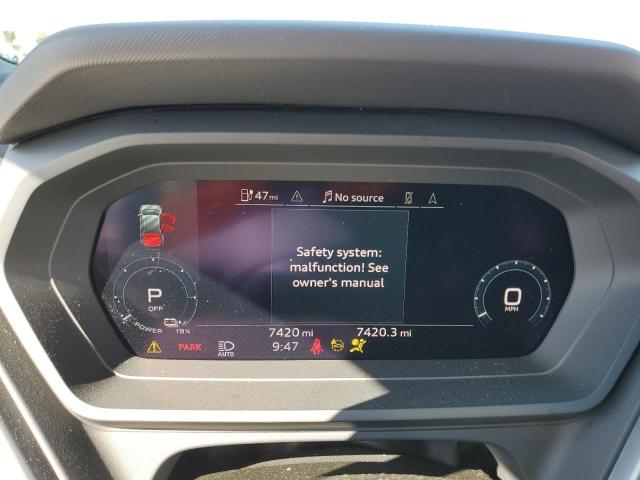 47 mi No source
Safety system:
malfunction! See
owner's manual
P
OFF
POWER 18%
0
MPH
7420 mi 7420.3 mi
PARK AUTO 9:47